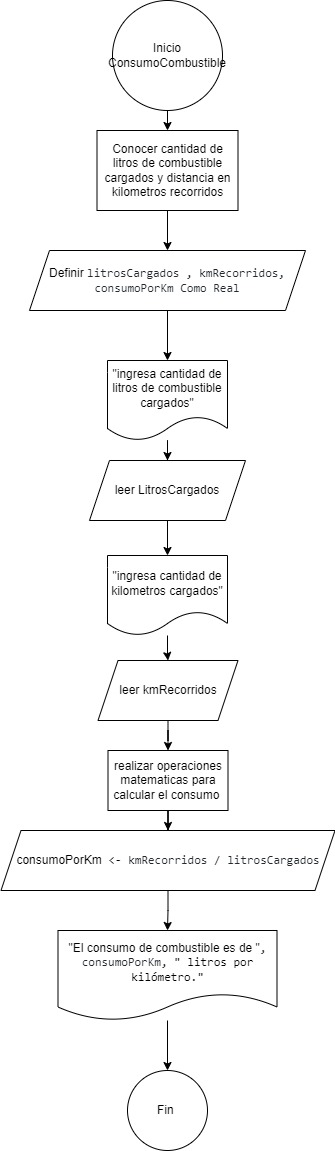 Inicio
ConsumoCombustible
Conocer cantidad de
litros de combustible
cargados y distancia en
kilometros recorridos
Definir litrosCargados , kmRecorridos,
consumoPorKm Como Real
"ingresa cantidad de
litros de combustible
cargados"
leer LitrosCargados
"ingresa cantidad de
kilometros cargados"
leer kmRecorridos
realizar operaciones
matematicas para
calcular el consumo
consumoPorKm <- kmRecorridos / litrosCargados
"El consumo de combustible es de ",
consumoPorKm, " litros por
kilómetro."
Fin